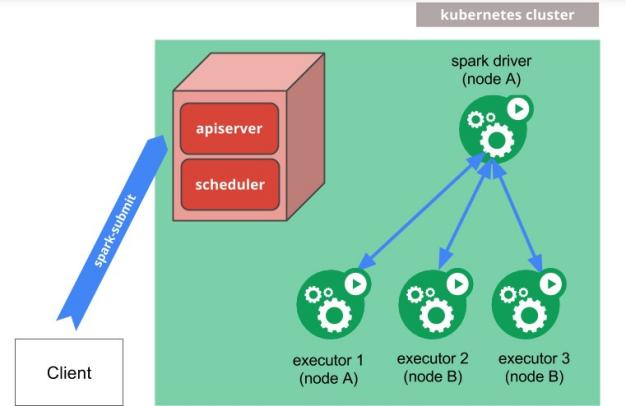 kubernetes cluster
spark driver
(node A)
apiserver
scheduler
spark-submit
executor 1
(node A)
executor 2
(node B)
executor 3
(node B)
Client